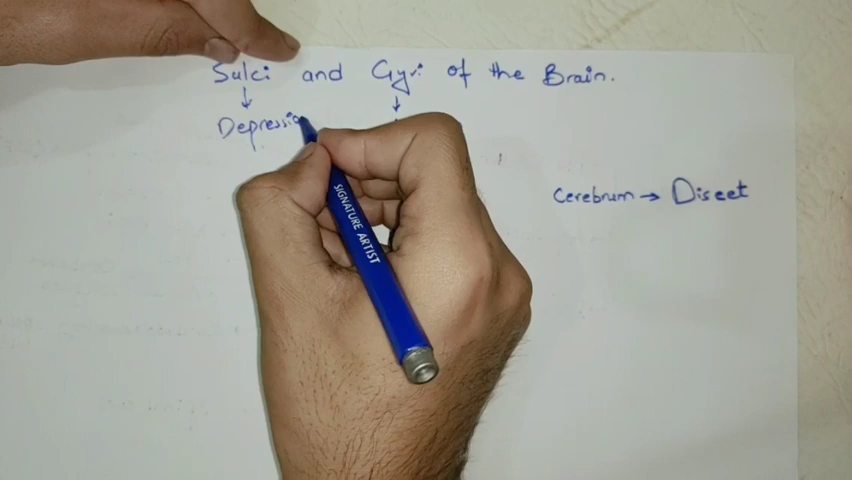 Sulci and Gyri of the Brain.
Depressio
Cerebrum → Disect
SIGNATURE ARTIST